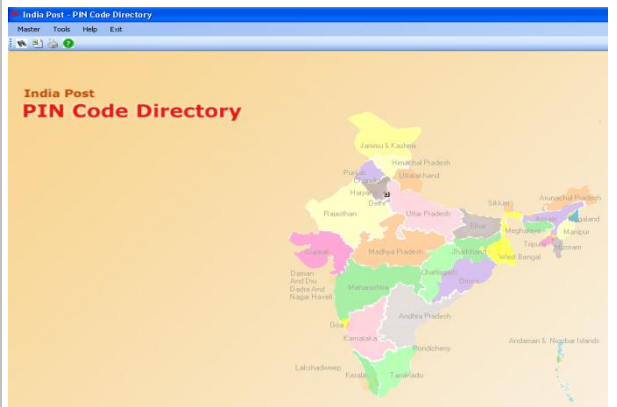 India Post - PIN Code Directory
Master Tools Help Exit
India Post
PIN Code Directory
Jammu & Kashmir
Himachal Pradesh
Punjab
Chandigarh
Uttarakhand
Haryana
Delhi
Arunachal Pradesh
Sikkim
Rajasthan
Uttar Pradesh
Assam
Nagaland
Bihar
Meghalaya
Manipur
Tripura
Mizoram
Gujarat
Madhya Pradesh
Jharkhand
West Bengal
Daman
And Diu
Dadra And
Nagar Haveli
Chattisgarh
Orissa
Maharashtra
Andhra Pradesh
Goa
Karnataka
Andaman & Nicobar Islands
Pondicherry
Lakshadweep
Kerala
TamilNadu